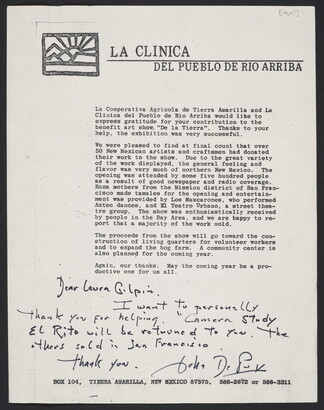 LA CLINICA
DEL PUEBLO DE RIO ARRIBA
La Cooperativa Agricola de Tierra Amarilla and La
Clinica del Pueblo de Rio Arriba would like to
express gratitude for your contribution to the
benefit art show, "De la Tierra". Thanks to your
help, the exhibition was very successful.
We were pleased to find at final count that over
50 New Mexican artists and craftsmen had donated
their work to the show. Due to the great variety
of the work displayed, the general feeling and
flavor was very much of northern New Mexico. The
opening was attended by some five hundred people
as a result of good newspaper and radio coverage.
Raza mothers from the Mission district of San Fran-
cisco made tamales for the opening and entertain-
ment was provided by Los Mascarones, who performed
Aztec dances, and El Teatro Urbano, a street thea-
tre group. The show was enthusiastically received
by people in the Bay Area, and we are happy to re-
port that a majority of the work sold.
The proceeds from the show will go toward the con-
struction of living quarters for volunteer workers
and to expand the hog farm. A community center is
also planned for the coming year.
Again, our thanks. May the coming year be a pro-
ductive one for us all.
Dear Laura Gilpin,
I want to personally
thank you for helping. "Camera Study
El Rito will be returned to you. The
others sold in San Francisco.
Thank you.
BOX 104, TIERRA AMARILLA, NEW MEXICO 87575, 588-2672 or 588-3311